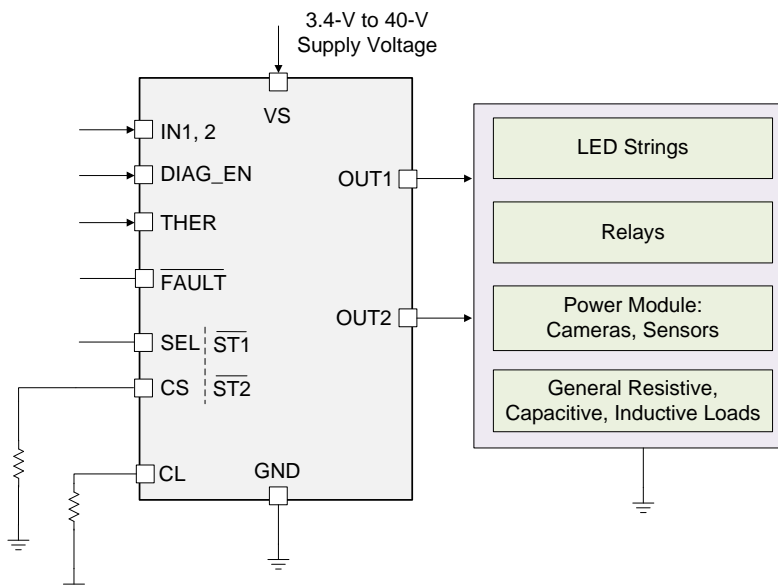 3.4-V to 40-V
Supply Voltage
VS
IN1, 2
DIAG_EN
THER
FAULT
SEL
ST1
CS
ST2
CL
GND
OUT1
OUT2
LED Strings
Relays
Power Module:
Cameras, Sensors
General Resistive,
Capacitive, Inductive Loads